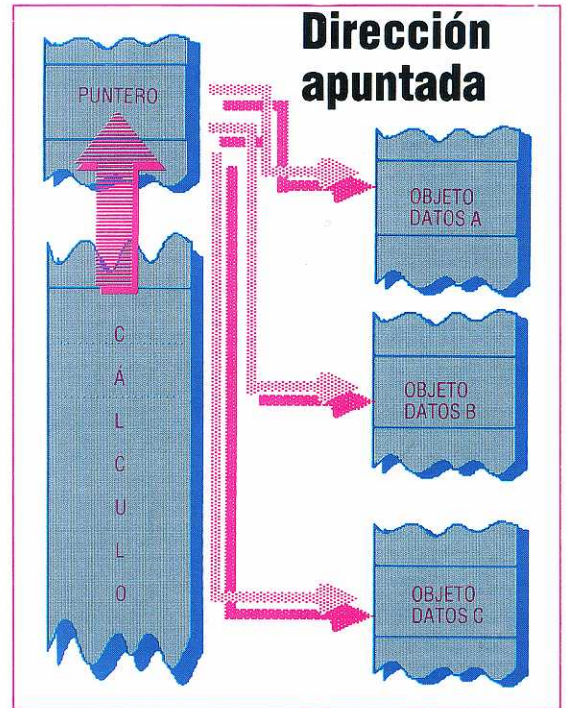 Dirección
apuntada
PUNTERO
OBJETO
DATOS A
OBJETO
DATOS B
OBJETO
DATOS C
C
Á
L
C
U
L
O